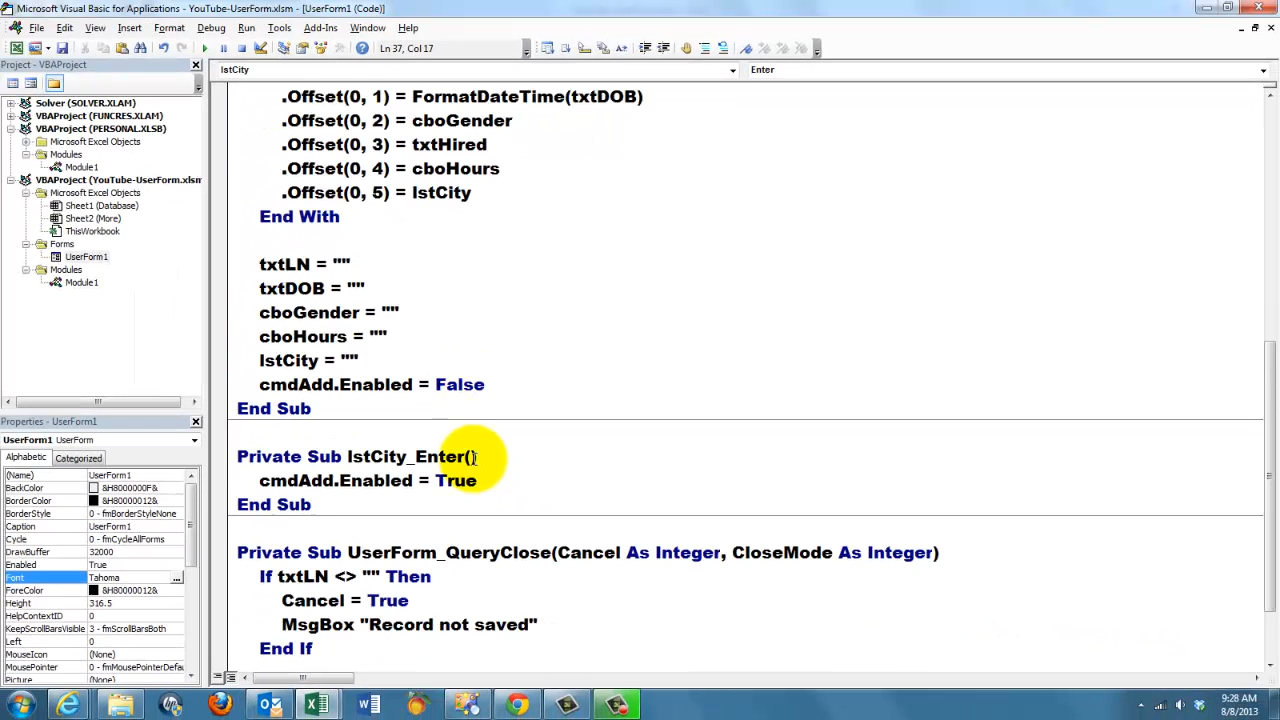 Microsoft Visual Basic for Applications - YouTube-UserForm.xlsm - [UserForm1 (Code)]
File Edit View Insert Format Debug Run Tools Add-Ins Window Help
Ln 37, Col 17
Project - VBAProject
lstCity
Enter
Solver (SOLVER.XLAM)
VBAProject (FUNCRES.XLAM)
VBAProject (PERSONAL.XLSB)
Microsoft Excel Objects
Modules
Module1
VBAProject (YouTube-UserForm.xlsm
Microsoft Excel Objects
Sheet1 (Database)
Sheet2 (More)
ThisWorkbook
Forms
UserForm1
Modules
Module1
Properties - UserForm1
UserForm1 UserForm
Alphabetic Categorized
(Name) UserForm1
BackColor &H8000000F&
BorderColor &H80000012&
BorderStyle 0 - fmBorderStyleNone
Caption UserForm1
Cycle 0 - fmCycleAllForms
DrawBuffer 32000
Enabled True
Font Tahoma ...
ForeColor &H80000012&
Height 316.5
HelpContextID 0
KeepScrollBarsVisible 3 - fmScrollBarsBoth
Left 0
MouseIcon (None)
MousePointer 0 - fmMousePointerDefau
Picture (None)
.Offset(0, 1) = FormatDateTime(txtDOB)
.Offset(0, 2) = cboGender
.Offset(0, 3) = txtHired
.Offset(0, 4) = cboHours
.Offset(0, 5) = lstCity
End With
txtLN = ""
txtDOB = ""
cboGender = ""
cboHours = ""
lstCity = ""
cmdAdd.Enabled = False
End Sub
Private Sub lstCity_Enter()
cmdAdd.Enabled = True
End Sub
Private Sub UserForm_QueryClose(Cancel As Integer, CloseMode As Integer)
If txtLN <> "" Then
Cancel = True
MsgBox "Record not saved"
End If
9:28 AM
8/8/2013